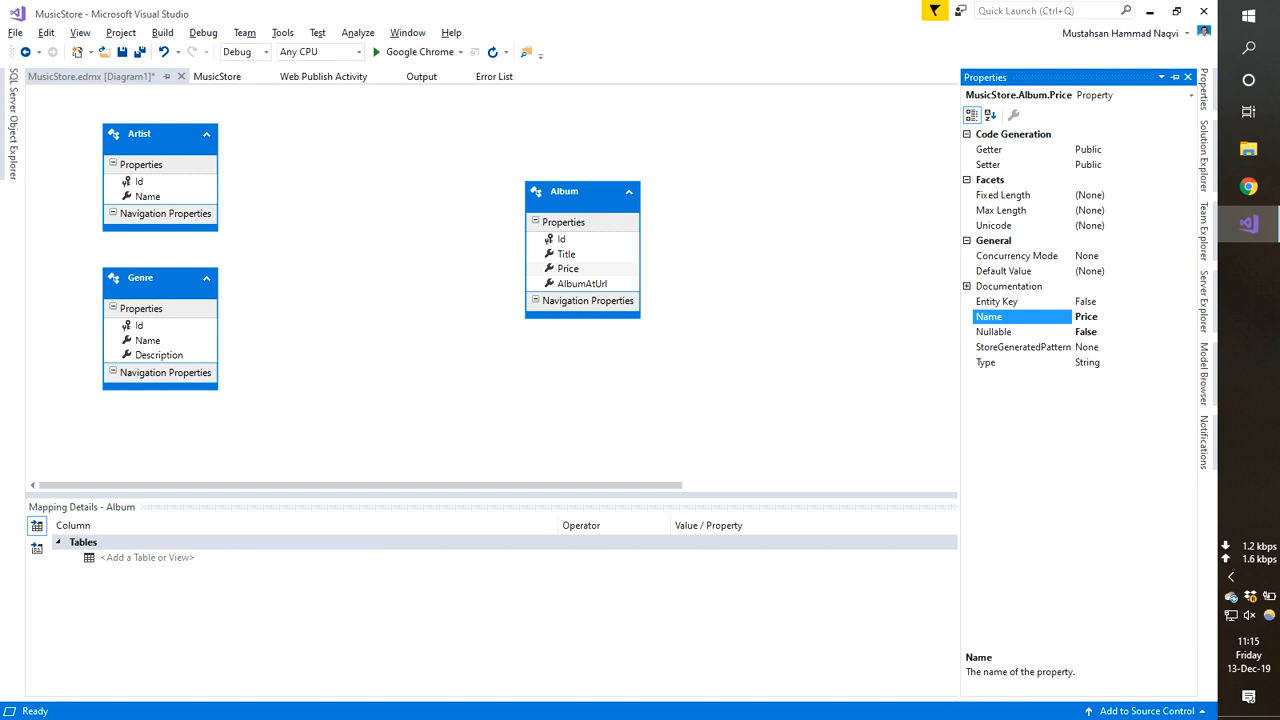 MusicStore - Microsoft Visual Studio
Quick Launch (Ctrl+Q)
File Edit View Project Build Debug Team Tools Test Analyze Window Help
Mustahsan Hammad Naqvi
Debug Any CPU Google Chrome
MusicStore.edmx [Diagram1]* MusicStore Web Publish Activity Output Error List
SQL Server Object Explorer
Artist
Properties
Id
Name
Navigation Properties
Genre
Properties
Id
Name
Description
Navigation Properties
Album
Properties
Id
Title
Price
AlbumAtUrl
Navigation Properties
Mapping Details - Album
Column Operator Value / Property
Tables
<Add a Table or View>
Properties
MusicStore.Album.Price Property
Code Generation
Getter Public
Setter Public
Facets
Fixed Length (None)
Max Length (None)
Unicode (None)
General
Concurrency Mode None
Default Value (None)
Documentation
Entity Key False
Name Price
Nullable False
StoreGeneratedPattern None
Type String
Name
The name of the property.
Properties
Solution Explorer
Team Explorer
Server Explorer
Model Browser
Notifications
1.2 kbps
1.6 kbps
11:15
Friday
13-Dec-19
Ready
Add to Source Control